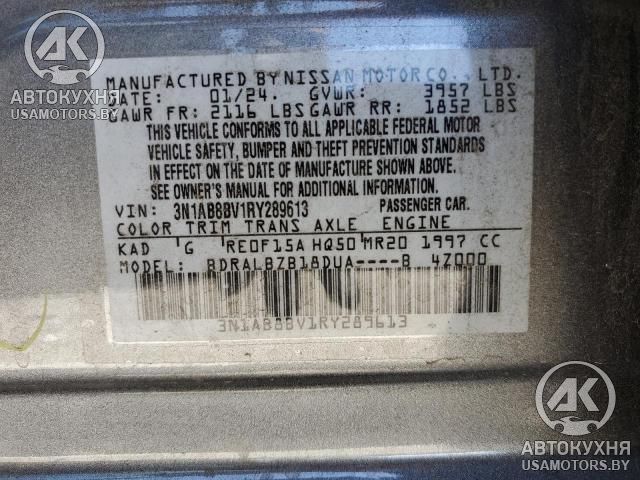 MANUFACTURED BY NISSAN MOTOR CO., LTD.
DATE: 01/24. GVWR: 3957 LBS
GAWR FR: 2116 LBS GAWR RR: 1852 LBS
THIS VEHICLE CONFORMS TO ALL APPLICABLE FEDERAL MOTOR
VEHICLE SAFETY, BUMPER AND THEFT PREVENTION STANDARDS
IN EFFECT ON THE DATE OF MANUFACTURE SHOWN ABOVE.
SEE OWNER'S MANUAL FOR ADDITIONAL INFORMATION.
VIN: 3N1AB8BV1RY289613 PASSENGER CAR.
COLOR TRIM TRANS AXLE ENGINE
KAD G RE0F15A HQ50 MR20 1997 CC
MODEL: BDRALBZB18DUA----B 4Z000
3N1AB8BV1RY289613
АК
АВТОКУХНЯ
USAMOTORS.BY
АК
АВТОКУХНЯ
USAMOTORS.BY